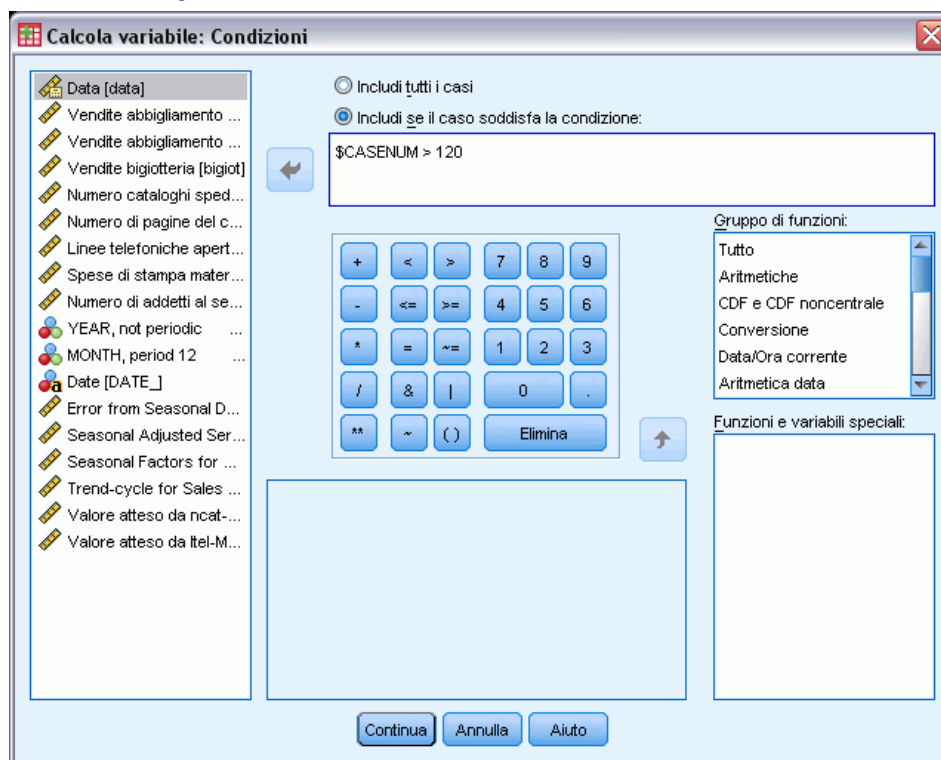 Calcola variabile: Condizioni
Data [data]
Vendite abbigliamento ...
Vendite abbigliamento ...
Vendite bigiotteria [bigiot]
Numero cataloghi sped...
Numero di pagine del c...
Linee telefoniche apert...
Spese di stampa mater...
Numero di addetti al se...
YEAR, not periodic ...
MONTH, period 12 ...
Date [DATE_]
Error from Seasonal D...
Seasonal Adjusted Ser...
Seasonal Factors for ...
Trend-cycle for Sales ...
Valore atteso da ncat-...
Valore atteso da ltel-M...
Includi tutti i casi
Includi se il caso soddisfa la condizione:
$CASENUM > 120
+ < > 7 8 9
- <= >= 4 5 6
* = ~= 1 2 3
/ & | 0 .
** ~ ( ) Elimina
Gruppo di funzioni:
Tutto
Aritmetiche
CDF e CDF noncentrale
Conversione
Data/Ora corrente
Aritmetica data
Funzioni e variabili speciali:
Continua Annulla Aiuto